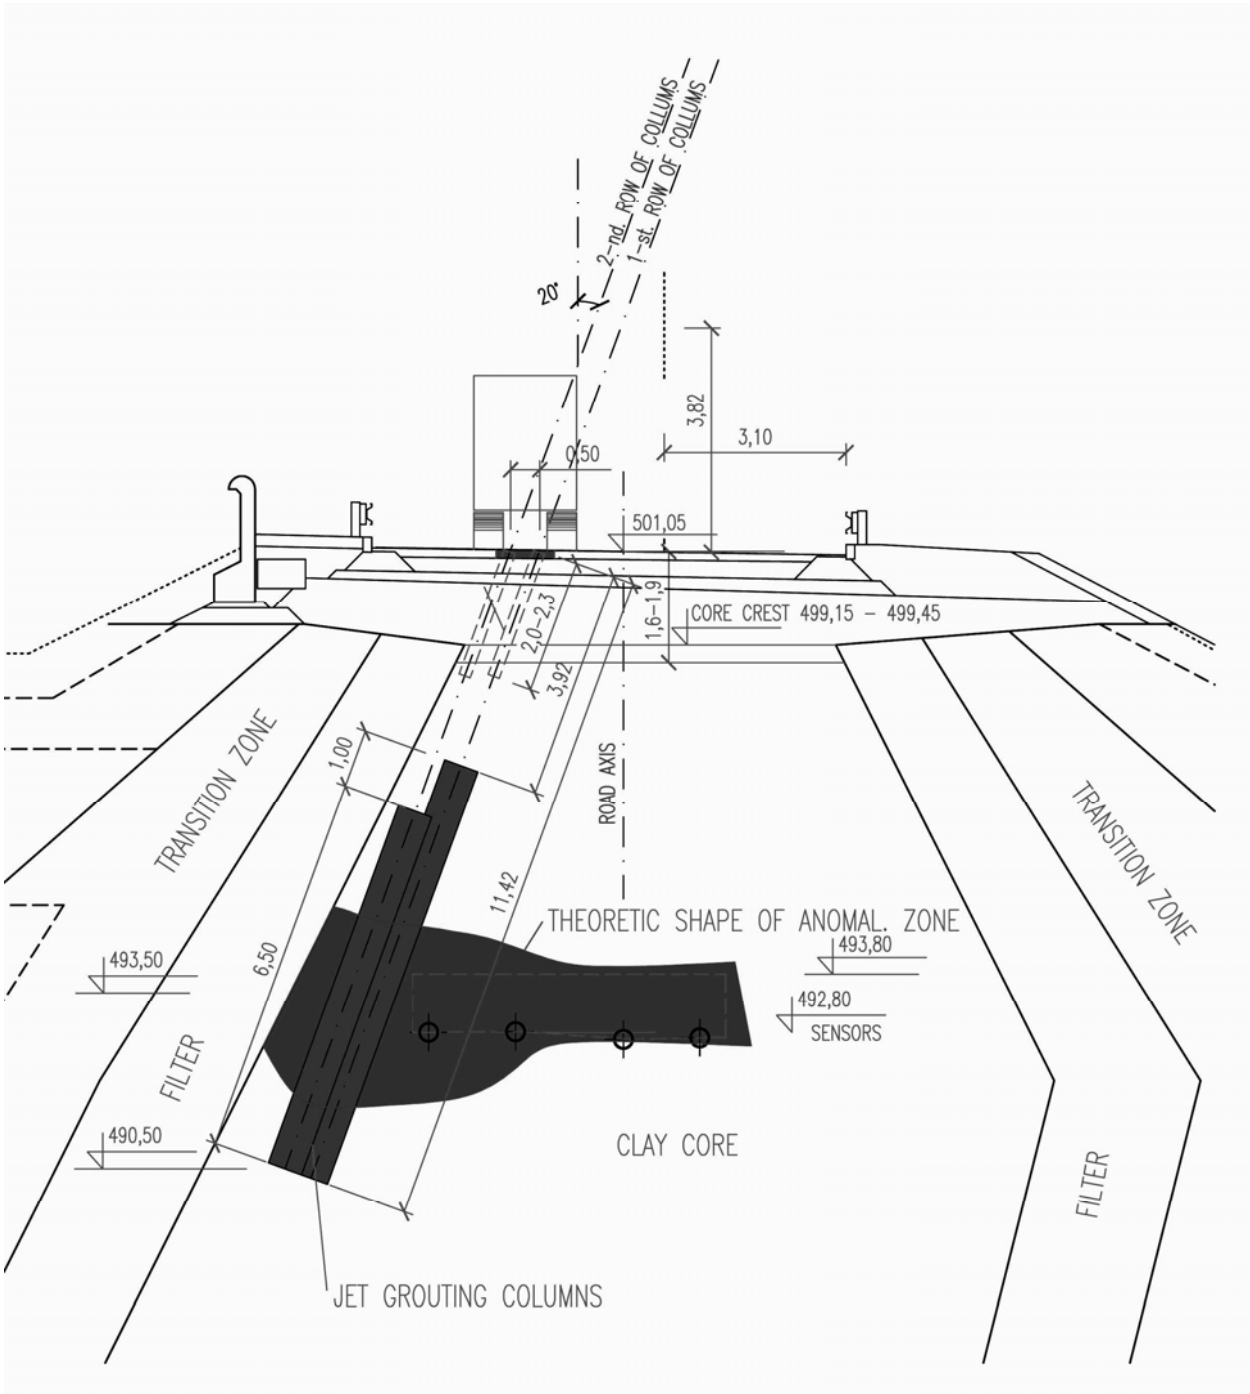 2-nd. ROW OF COLLUMS
1-st. ROW OF COLLUMS
20°
3,82
3,10
0,50
501,05
2,0-2,3
1,6-1,9
CORE CREST 499,15 - 499,45
E
E
3,92
1,00
TRANSITION ZONE
ROAD AXIS
TRANSITION ZONE
11,42
THEORETIC SHAPE OF ANOMAL. ZONE
6,50
493,50
493,80
492,80
SENSORS
FILTER
490,50
CLAY CORE
FILTER
JET GROUTING COLUMNS